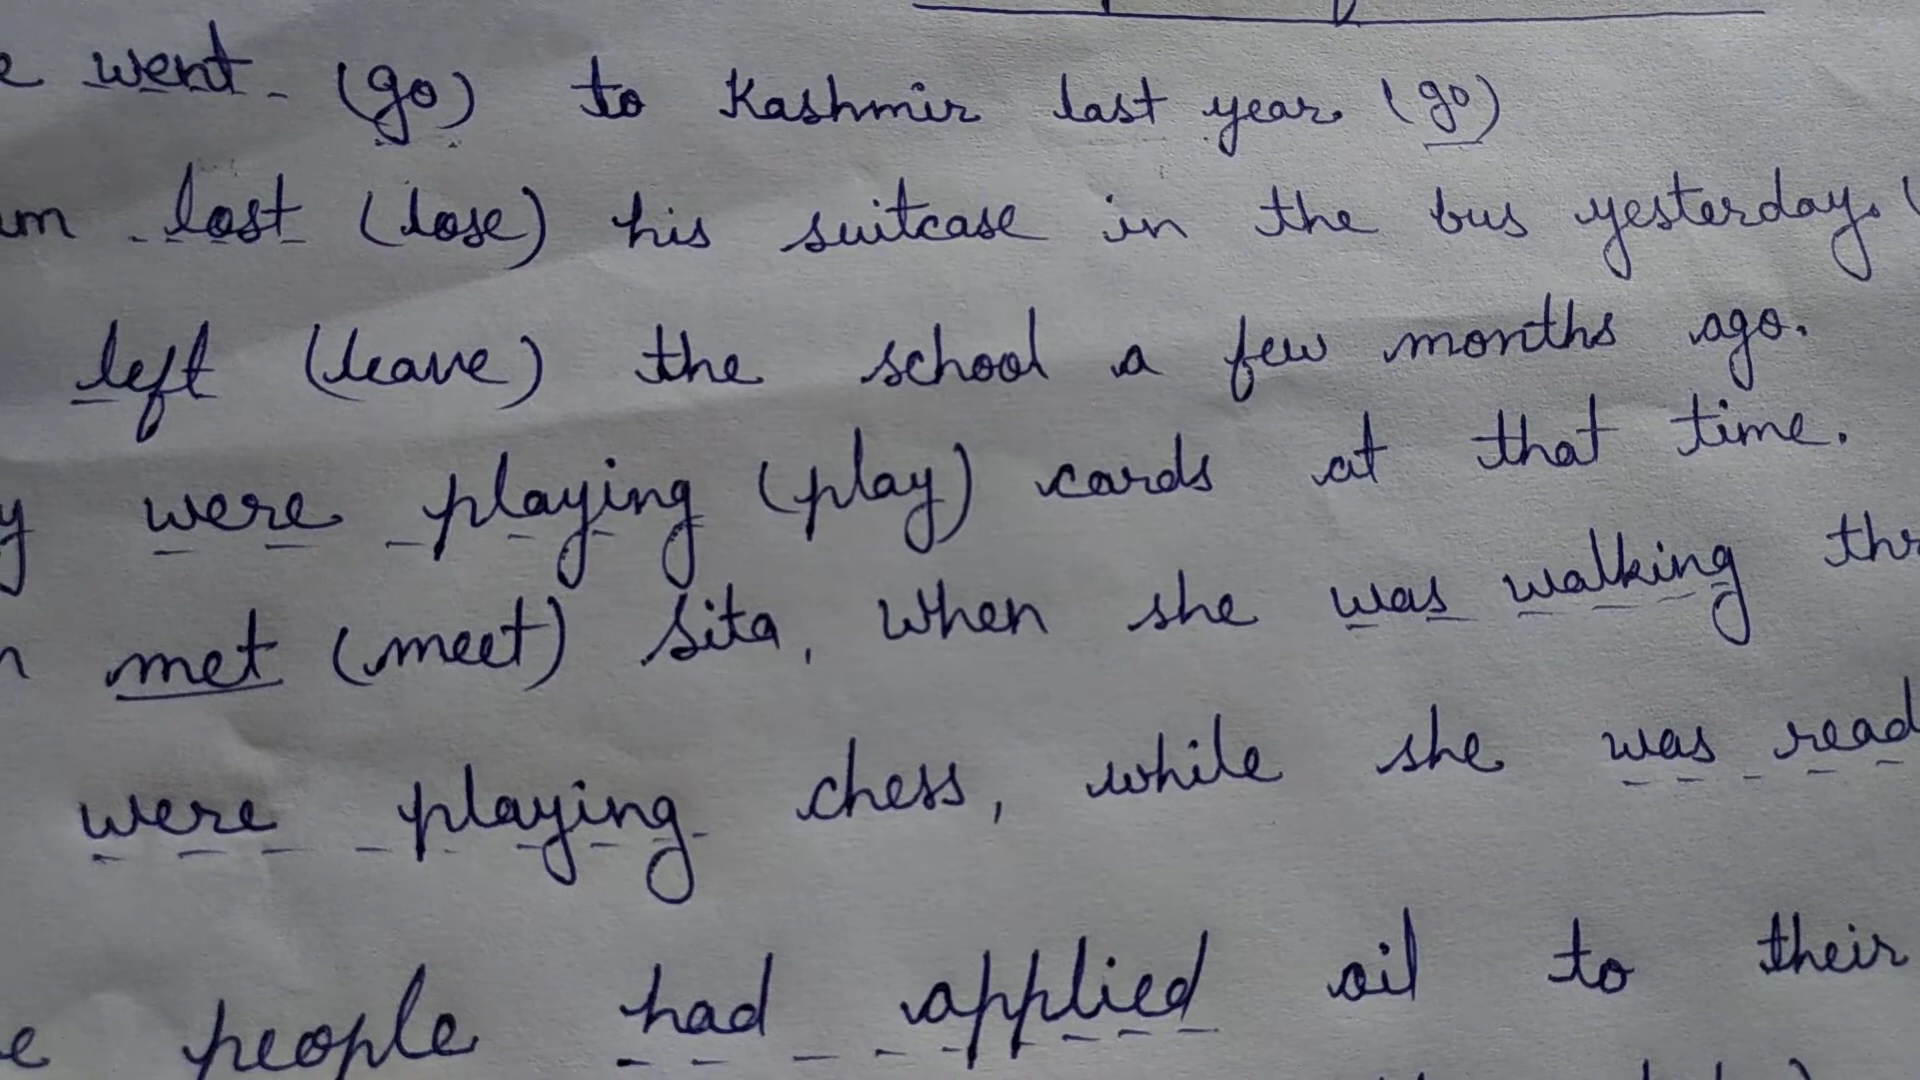 went (go) to Kashmir last year. (go)
lost (lose) his suitcase in the bus yesterday. (
left (leave) the school a few months ago.
were playing (play) cards at that time.
met (meet) Sita, when she was walking
were playing chess, while she was read
people had applied oil to their